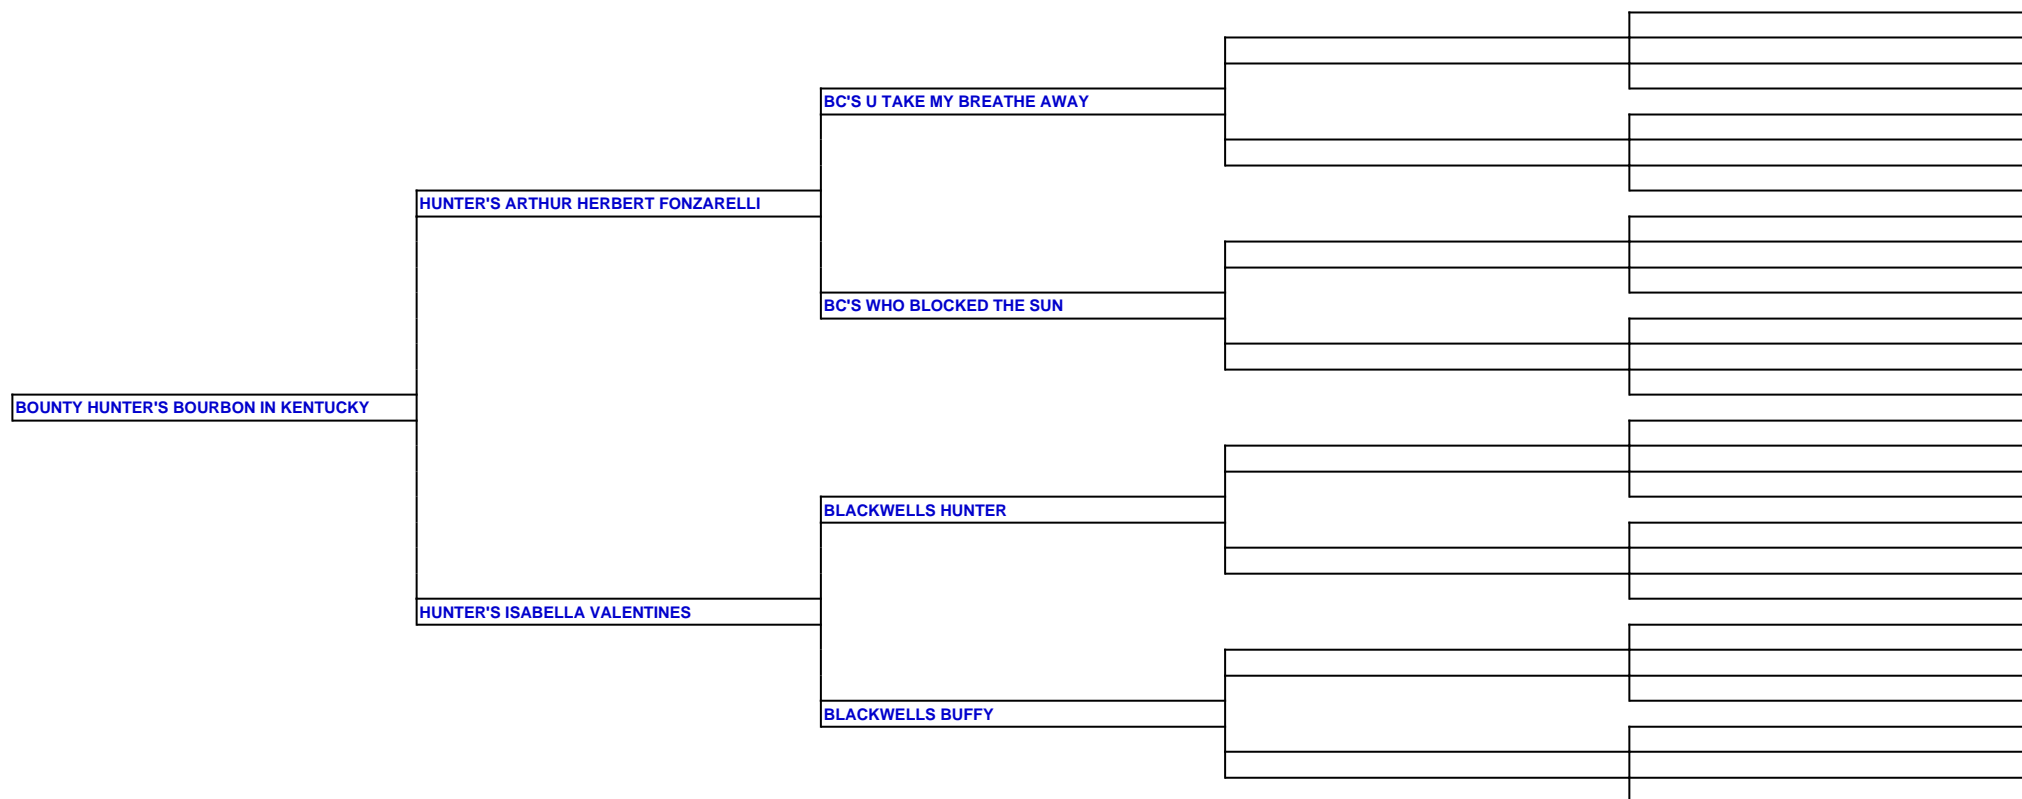 BC'S U TAKE MY BREATHE AWAY
HUNTER'S ARTHUR HERBERT FONZARELLI
BC'S WHO BLOCKED THE SUN
BOUNTY HUNTER'S BOURBON IN KENTUCKY
BLACKWELLS HUNTER
HUNTER'S ISABELLA VALENTINES
BLACKWELLS BUFFY